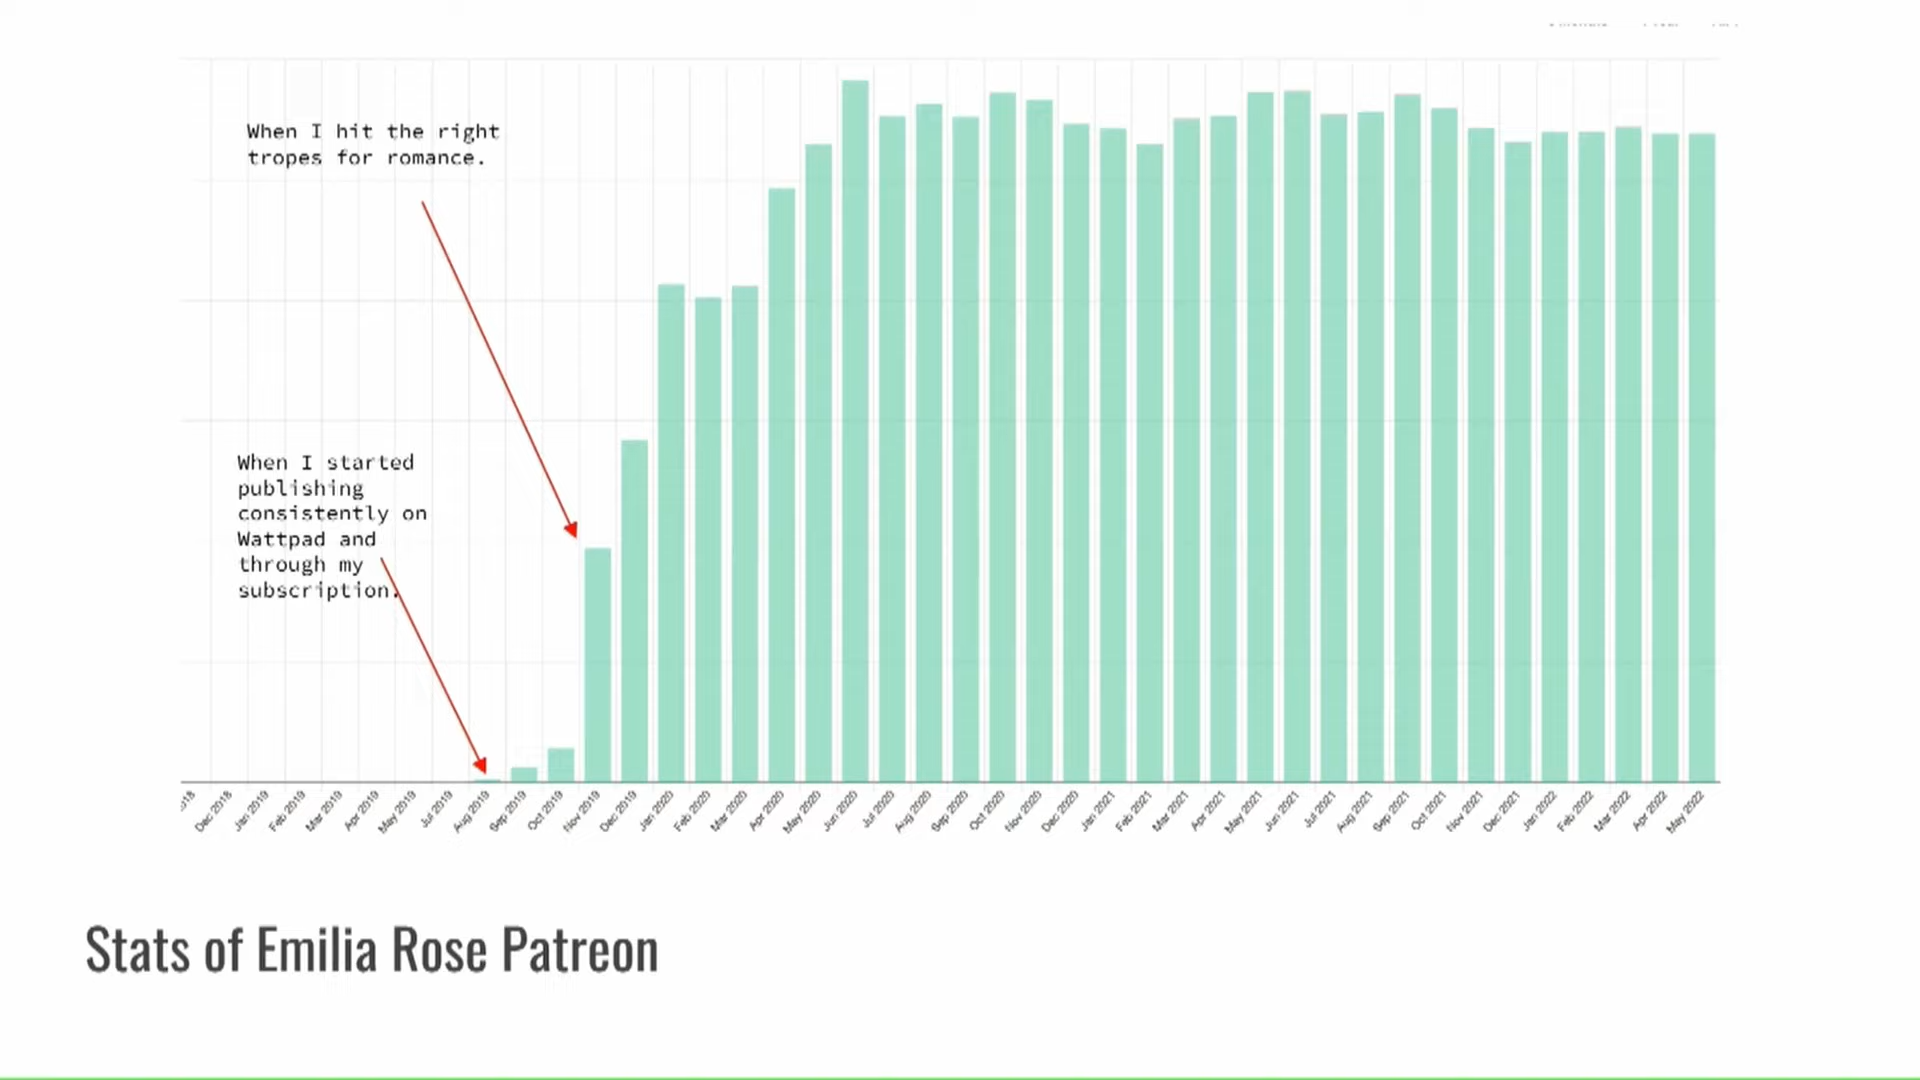 When I hit the right
tropes for romance.
When I started
publishing
consistently on
Wattpad and
through my
subscription.
Dec 2018
Jan 2019
Feb 2019
Mar 2019
Apr 2019
May 2019
Jul 2019
Aug 2019
Sep 2019
Oct 2019
Nov 2019
Dec 2019
Jan 2020
Feb 2020
Mar 2020
Apr 2020
May 2020
Jun 2020
Jul 2020
Aug 2020
Sep 2020
Oct 2020
Nov 2020
Dec 2020
Jan 2021
Feb 2021
Mar 2021
Apr 2021
May 2021
Jun 2021
Jul 2021
Aug 2021
Sep 2021
Oct 2021
Nov 2021
Dec 2021
Jan 2022
Feb 2022
Mar 2022
Apr 2022
May 2022
Stats of Emilia Rose Patreon